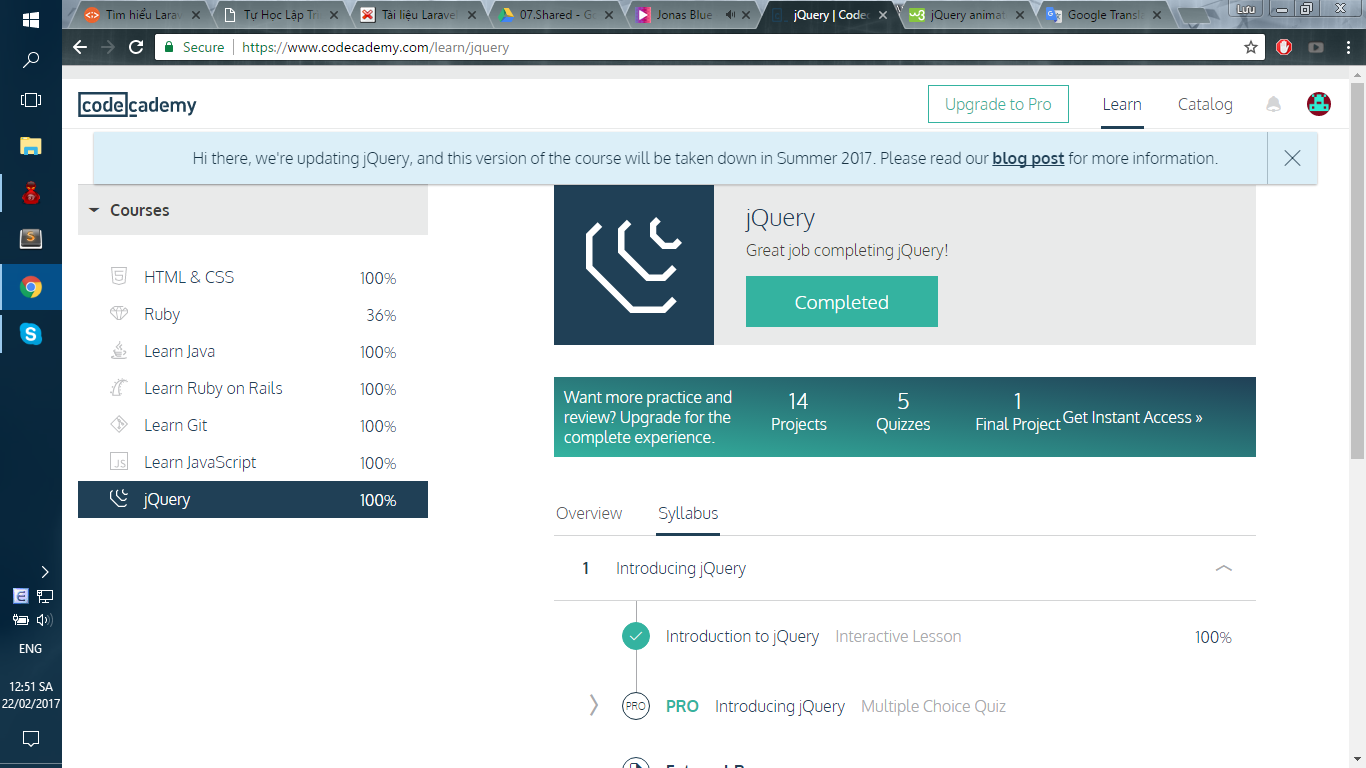 Tìm hiểu Larav
Tự Học Lập Trì
Tài liệu Laravel
07.Shared - Go
Jonas Blue
jQuery | Codec
jQuery animat
Google Transla
Lưu
Secure
https://www.codecademy.com/learn/jquery
codecademy
Upgrade to Pro
Learn
Catalog
Hi there, we're updating jQuery, and this version of the course will be taken down in Summer 2017. Please read our blog post for more information.
Courses
HTML & CSS 100%
Ruby 36%
Learn Java 100%
Learn Ruby on Rails 100%
Learn Git 100%
Learn JavaScript 100%
jQuery 100%
jQuery
Great job completing jQuery!
Completed
Want more practice and
review? Upgrade for the
complete experience.
14
Projects
5
Quizzes
1
Final Project
Get Instant Access »
Overview
Syllabus
1 Introducing jQuery
Introduction to jQuery Interactive Lesson 100%
PRO PRO Introducing jQuery Multiple Choice Quiz
ENG
12:51 SA
22/02/2017